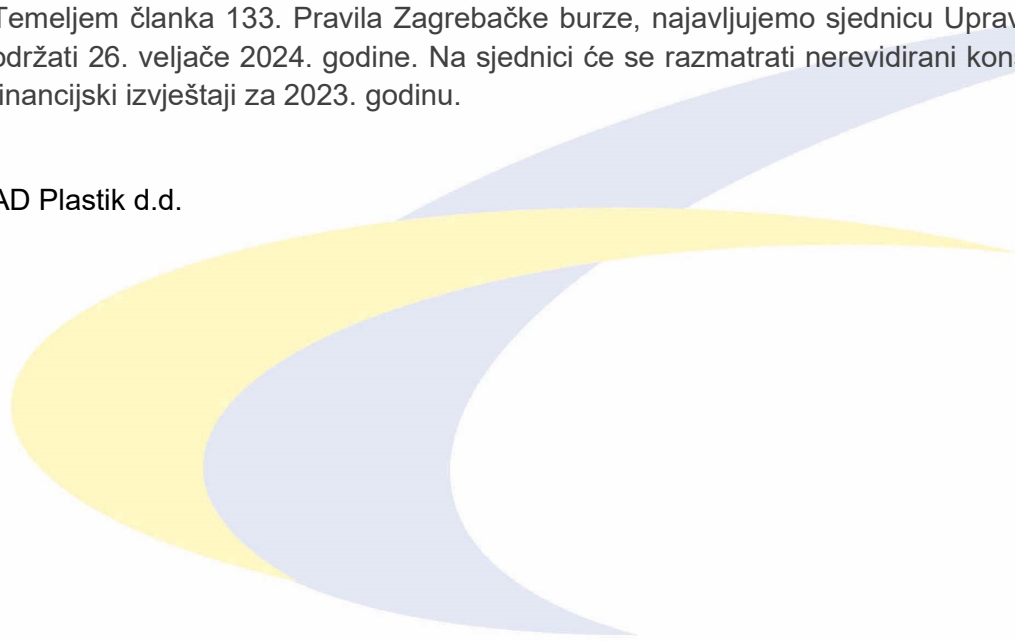 Temeljem članka 133. Pravila Zagrebačke burze, najavljujemo sjednicu Uprav
održati 26. veljače 2024. godine. Na sjednici će se razmatrati nerevidirani kons
financijski izvještaji za 2023. godinu.
AD Plastik d.d.